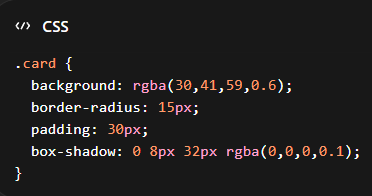 </> CSS
.card {
  background: rgba(30,41,59,0.6);
  border-radius: 15px;
  padding: 30px;
  box-shadow: 0 8px 32px rgba(0,0,0,0.1);
}